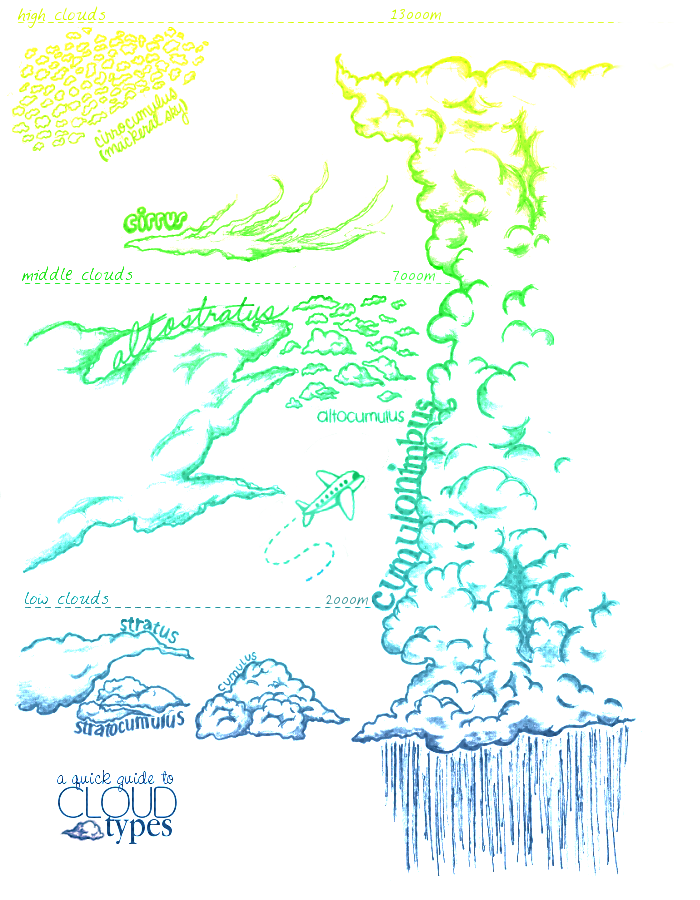 high clouds 13000m
cirrocumulus
(mackeral sky)
cirrus
middle clouds 7000m
altostratus
altocumulus
cumulonimbus
low clouds 2000m
stratus
cumulus
stratocumulus
a quick guide to
CLOUD
types